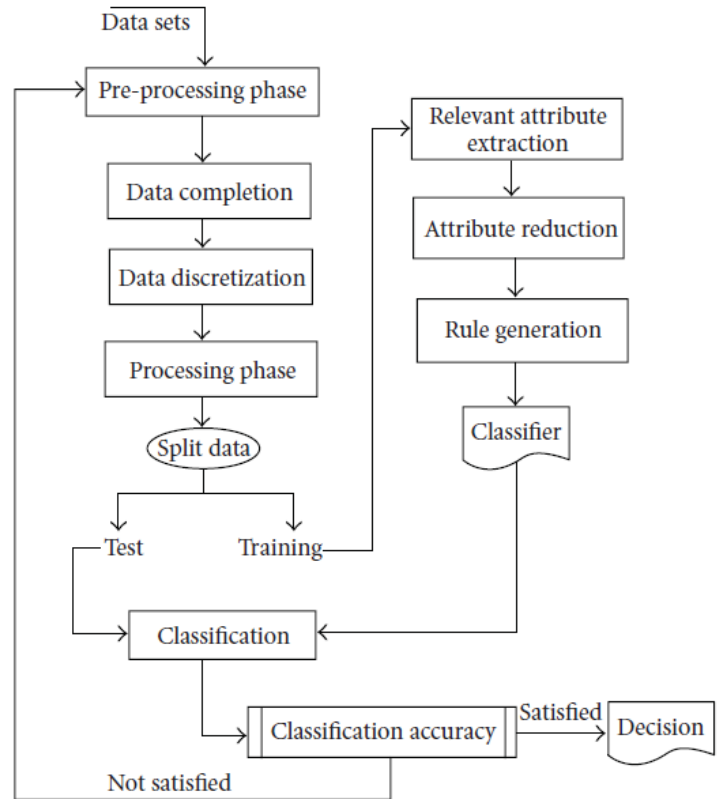 Data sets
Pre-processing phase
Data completion
Data discretization
Processing phase
Split data
Test
Training
Relevant attribute
extraction
Attribute reduction
Rule generation
Classifier
Classification
Classification accuracy
Satisfied
Decision
Not satisfied